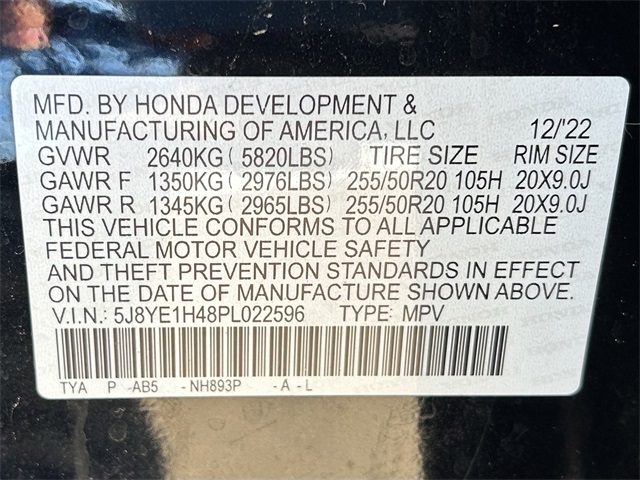 MFD. BY HONDA DEVELOPMENT &
MANUFACTURING OF AMERICA, LLC 12/'22
GVWR 2640KG( 5820LBS) TIRE SIZE RIM SIZE
GAWR F 1350KG( 2976LBS) 255/50R20 105H 20X9.0J
GAWR R 1345KG( 2965LBS) 255/50R20 105H 20X9.0J
THIS VEHICLE CONFORMS TO ALL APPLICABLE
FEDERAL MOTOR VEHICLE SAFETY
AND THEFT PREVENTION STANDARDS IN EFFECT
ON THE DATE OF MANUFACTURE SHOWN ABOVE.
V.I.N.: 5J8YE1H48PL022596 TYPE: MPV
TYA P -AB5 -NH893P -A-L